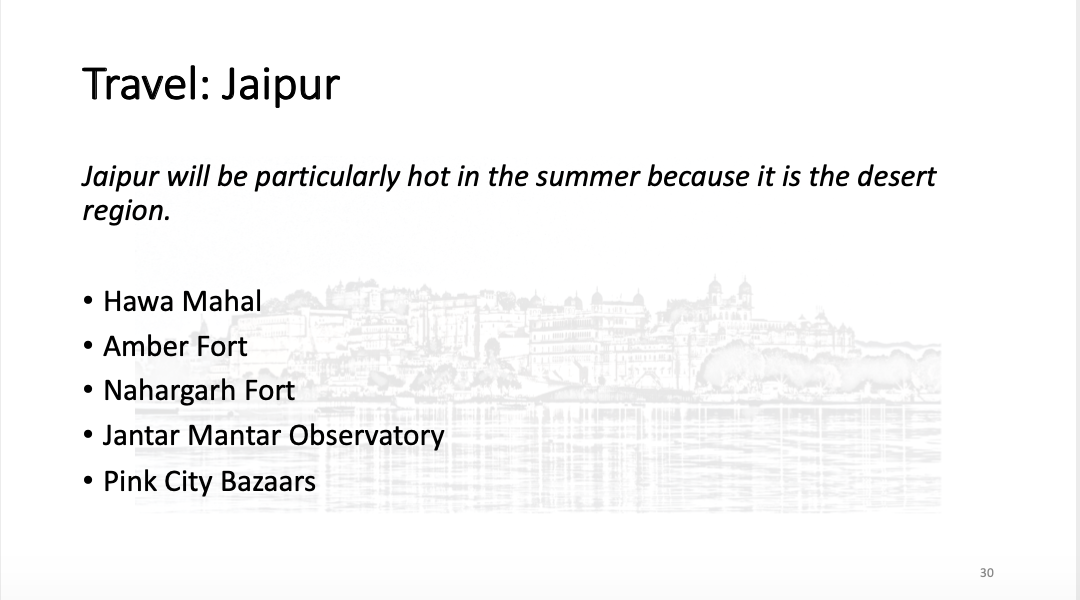 Travel: Jaipur
Jaipur will be particularly hot in the summer because it is the desert
region.
• Hawa Mahal
• Amber Fort
• Nahargarh Fort
• Jantar Mantar Observatory
• Pink City Bazaars
30